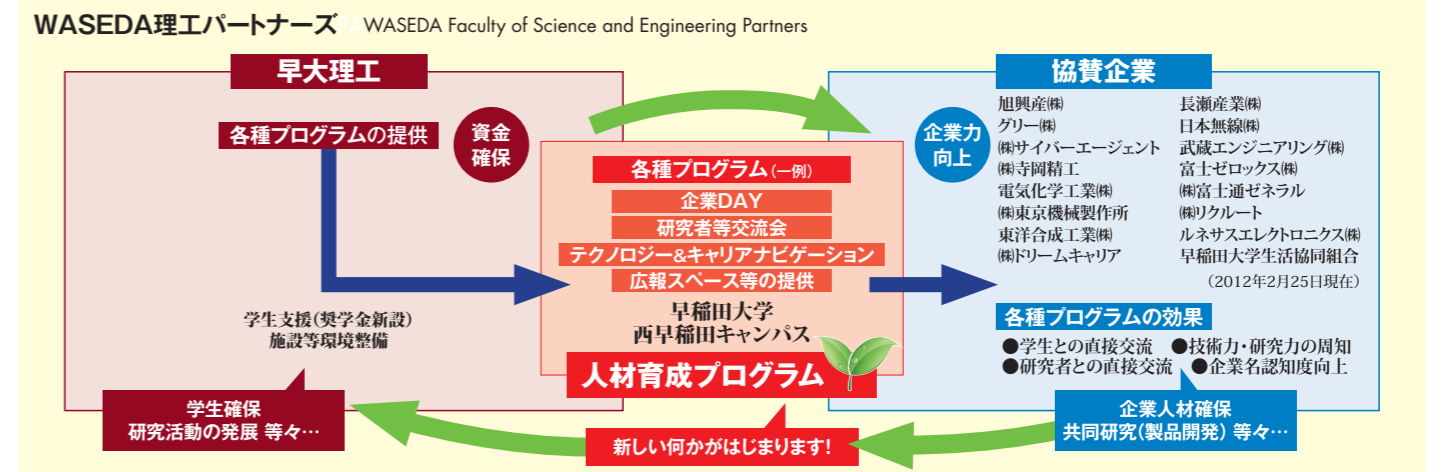 WASEDA理工パートナーズ WASEDA Faculty of Science and Engineering Partners
早大理工
各種プログラムの提供
資金
確保
学生支援(奨学金新設)
施設等環境整備
学生確保
研究活動の発展 等々…
各種プログラム(一例)
企業DAY
研究者等交流会
テクノロジー&キャリアナビゲーション
広報スペース等の提供
早稲田大学
西早稲田キャンパス
人材育成プログラム
新しい何かがはじまります!
協賛企業
企業力
向上
旭興産㈱
グリー㈱
㈱サイバーエージェント
㈱寺岡精工
電気化学工業㈱
㈱東京機械製作所
東洋合成工業㈱
㈱ドリームキャリア
長瀬産業㈱
日本無線㈱
武蔵エンジニアリング㈱
富士ゼロックス㈱
㈱富士通ゼネラル
㈱リクルート
ルネサスエレクトロニクス㈱
早稲田大学生活協同組合
(2012年2月25日現在)
各種プログラムの効果
●学生との直接交流 ●技術力・研究力の周知
●研究者との直接交流 ●企業名認知度向上
企業人材確保
共同研究(製品開発) 等々…